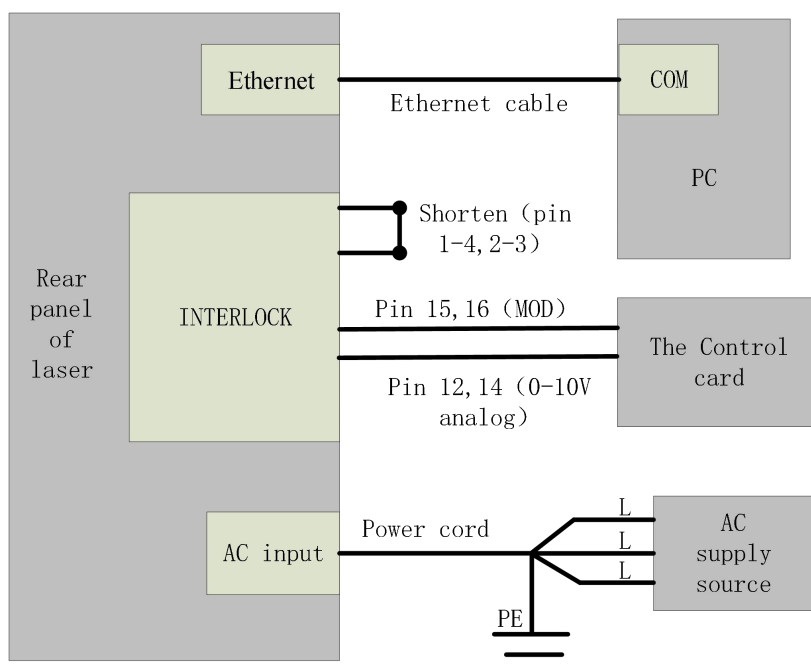 Ethernet
COM
Ethernet cable
PC
Shorten（pin
1-4,2-3）
Rear
panel
of
laser
INTERLOCK
Pin 15,16（MOD）
The Control
card
Pin 12,14（0-10V
analog）
AC input
Power cord
L
L
L
AC
supply
source
PE